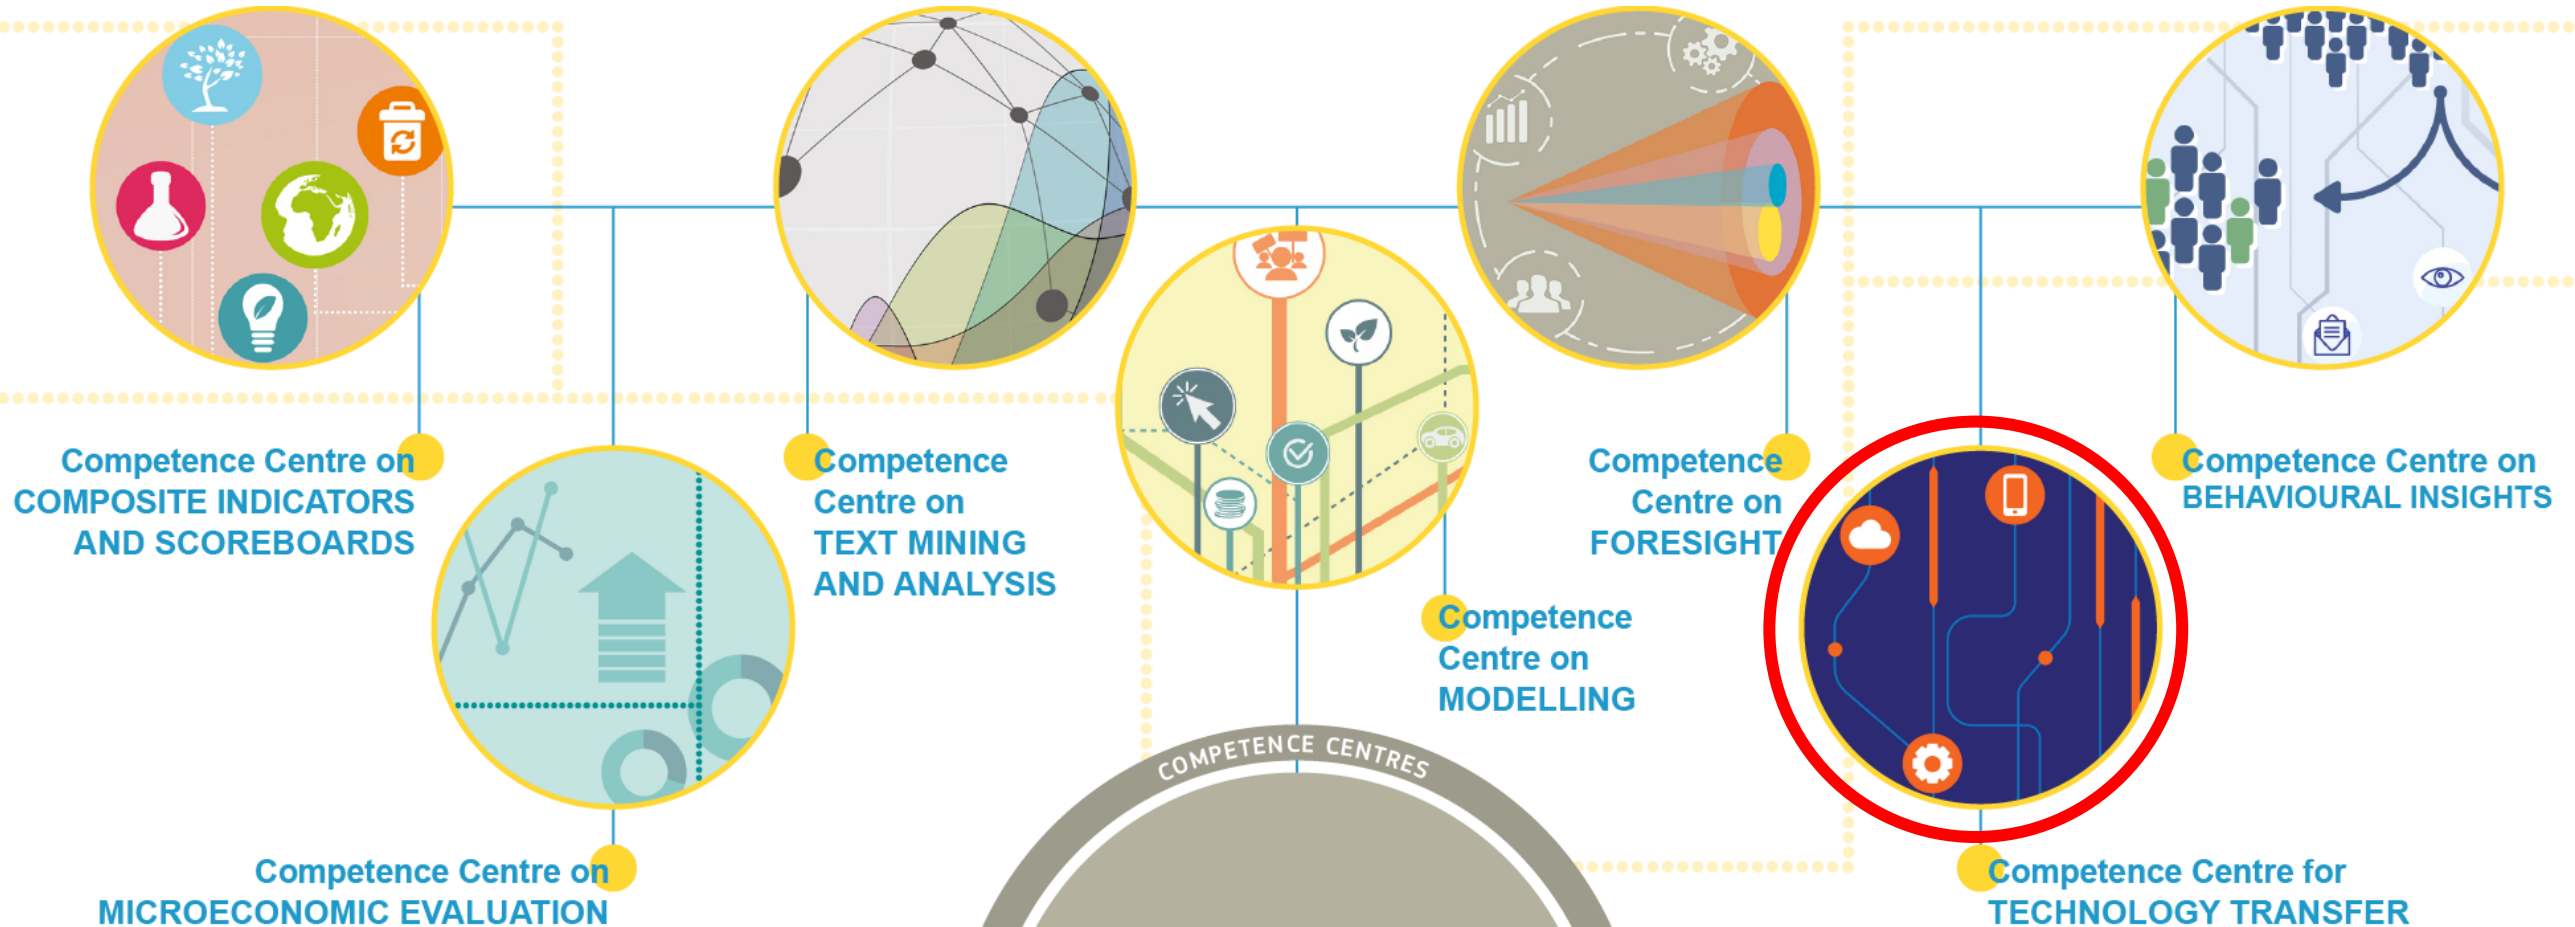 Competence Centre on
COMPOSITE INDICATORS
AND SCOREBOARDS
Competence
Centre on
TEXT MINING
AND ANALYSIS
Competence
Centre on
FORESIGHT
Competence Centre on
BEHAVIOURAL INSIGHTS
Competence
Centre on
MODELLING
COMPETENCE CENTRES
Competence Centre on
MICROECONOMIC EVALUATION
Competence Centre for
TECHNOLOGY TRANSFER